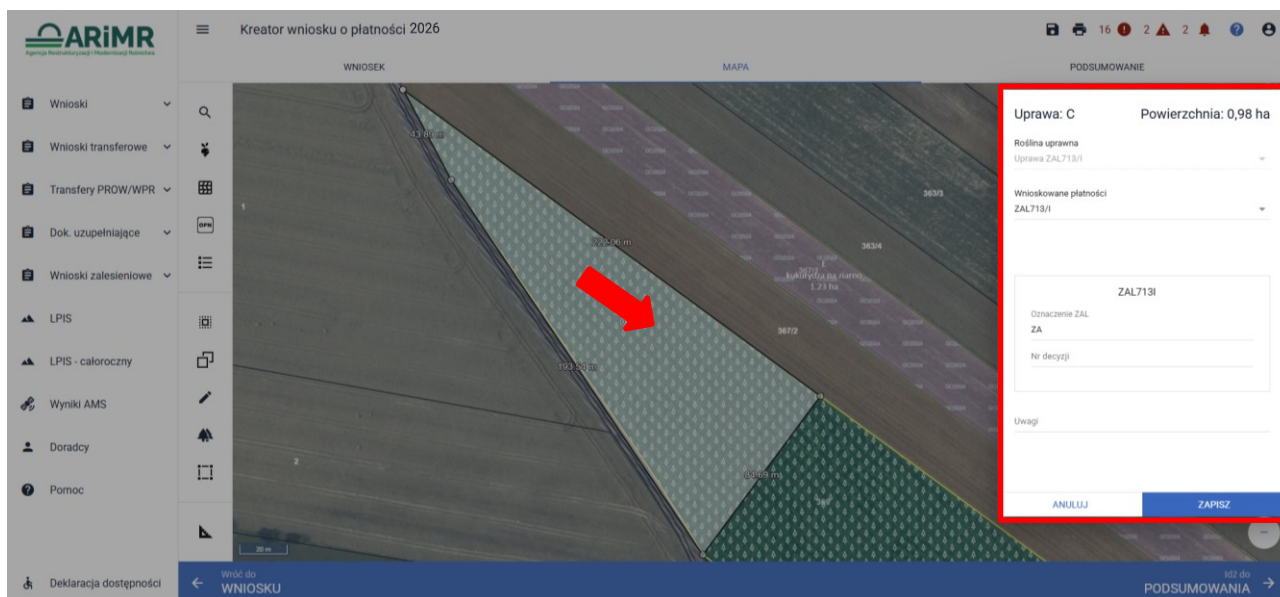 ARiMR
Agencja Restrukturyzacji i Modernizacji Rolnictwa
Kreator wniosku o płatności 2026
16
2
2
WNIOSEK
MAPA
PODSUMOWANIE
Wnioski
Wnioski transferowe
Transfery PROW/WPR
Dok. uzupełniające
Wnioski zalesieniowe
LPIS
LPIS - całoroczny
Wyniki AMS
Doradcy
Pomoc
Deklaracja dostępności
OPN
43.88 m
1
222.06 m
363/3
363/4
E
kukurydza na ziarno
1.23 ha
367/2
193.54 m
2
84.69 m
20 m
Uprawa: C
Powierzchnia: 0,98 ha
Roślina uprawna
Uprawa ZAL713/I
Wnioskowane płatności
ZAL713/I
ZAL713I
Oznaczenie ZAL
ZA
Nr decyzji
Uwagi
ANULUJ
ZAPISZ
Wróć do
WNIOSKU
Idź do
PODSUMOWANIA